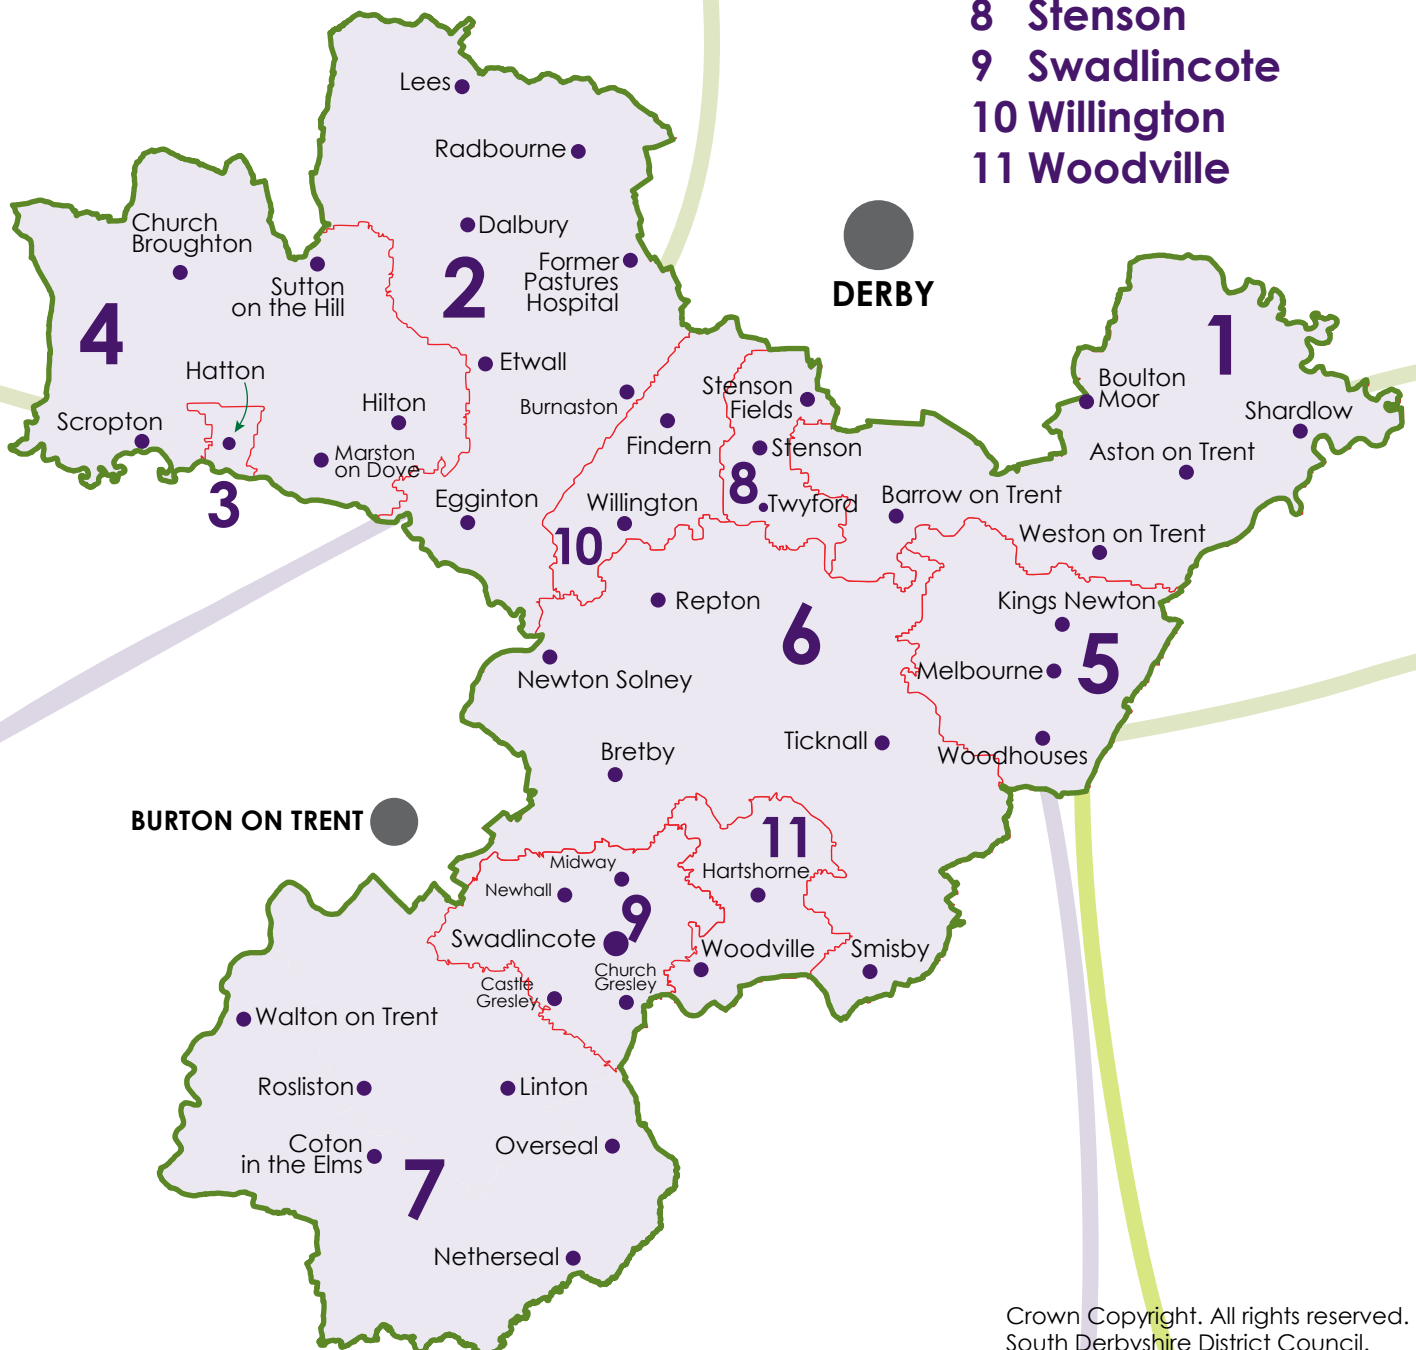 8 Stenson
9 Swadlincote
10 Willington
11 Woodville
Lees
Radbourne
Dalbury
Church
Broughton
Former
Pastures
Hospital
Sutton
on the Hill
2
DERBY
4
1
Hatton
Etwall
Stenson
Fields
Boulton
Moor
Burnaston
Hilton
Shardlow
Scropton
Findern
Stenson
Marston
on Dove
Aston on Trent
3
Egginton
Willington
8
Twyford
Barrow on Trent
Weston on Trent
10
Repton
Kings Newton
6
5
Melbourne
Newton Solney
Ticknall
Bretby
Woodhouses
BURTON ON TRENT
11
Midway
Hartshorne
Newhall
9
Swadlincote
Woodville
Smisby
Church
Gresley
Castle
Gresley
Walton on Trent
Rosliston
Linton
Coton
in the Elms
Overseal
7
Netherseal
Crown Copyright. All rights reserved.
South Derbyshire District Council.